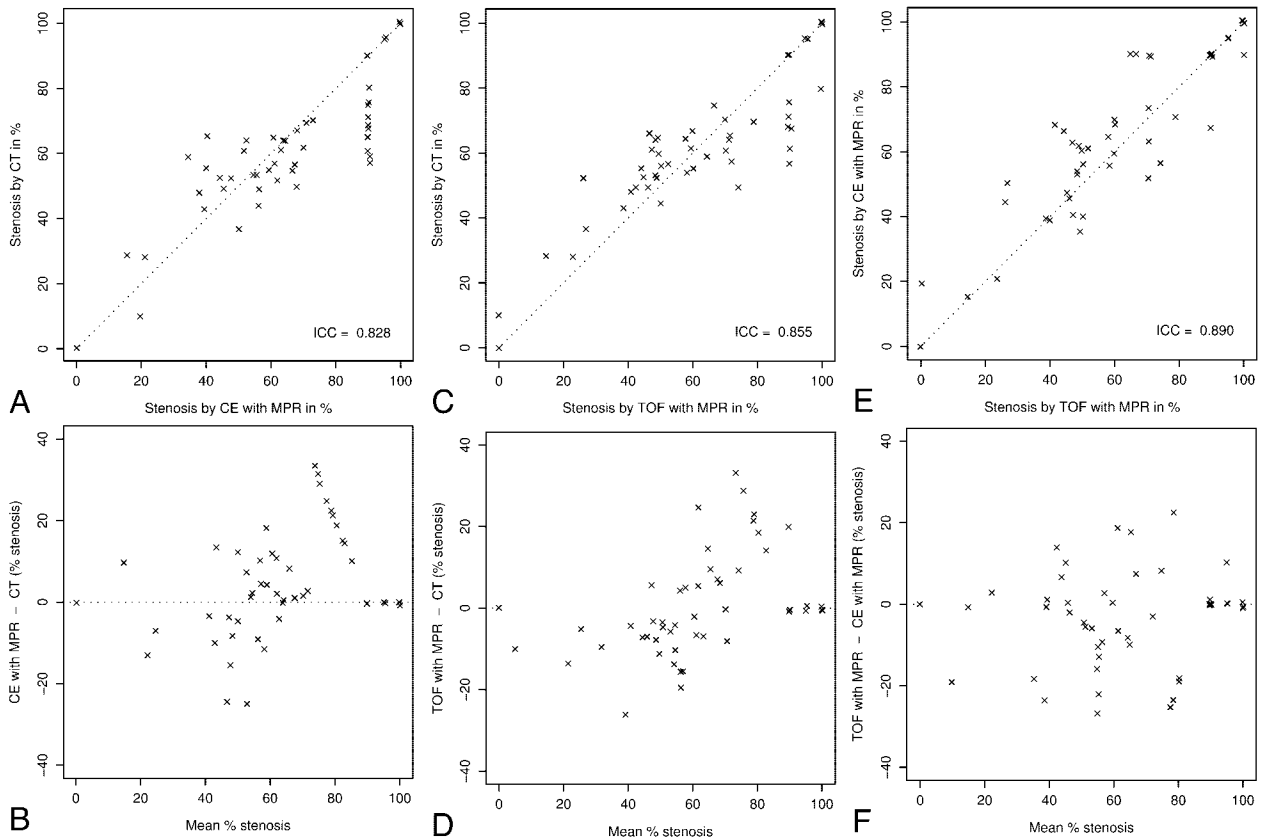 100
80
60
40
20
0
Stenosis by CT in %
ICC = 0.828
0 20 40 60 80 100
A
Stenosis by CE with MPR in %
100
80
60
40
20
0
Stenosis by CT in %
ICC = 0.855
0 20 40 60 80 100
C
Stenosis by TOF with MPR in %
100
80
60
40
20
0
Stenosis by CE with MPR in %
ICC = 0.890
0 20 40 60 80 100
E
Stenosis by TOF with MPR in %
40
20
0
−20
−40
CE with MPR − CT (% stenosis)
0 20 40 60 80 100
B
Mean % stenosis
40
20
0
−20
−40
TOF with MPR − CT (% stenosis)
0 20 40 60 80 100
D
Mean % stenosis
40
20
0
−20
−40
TOF with MPR − CE with MPR (% stenosis)
0 20 40 60 80 100
F
Mean % stenosis